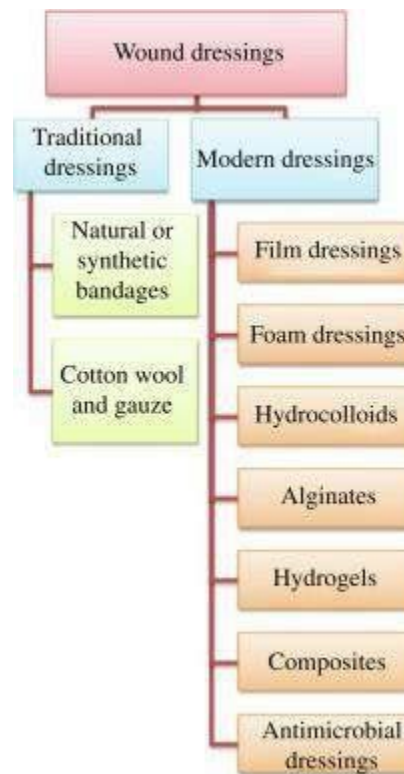 Wound dressings
Traditional
dressings
Modern dressings
Natural or
synthetic
bandages
Cotton wool
and gauze
Film dressings
Foam dressings
Hydrocolloids
Alginates
Hydrogels
Composites
Antimicrobial
dressings